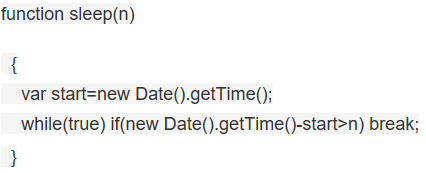 function sleep(n)
{
var start=new Date().getTime();
while(true) if(new Date().getTime()-start>n) break;
}